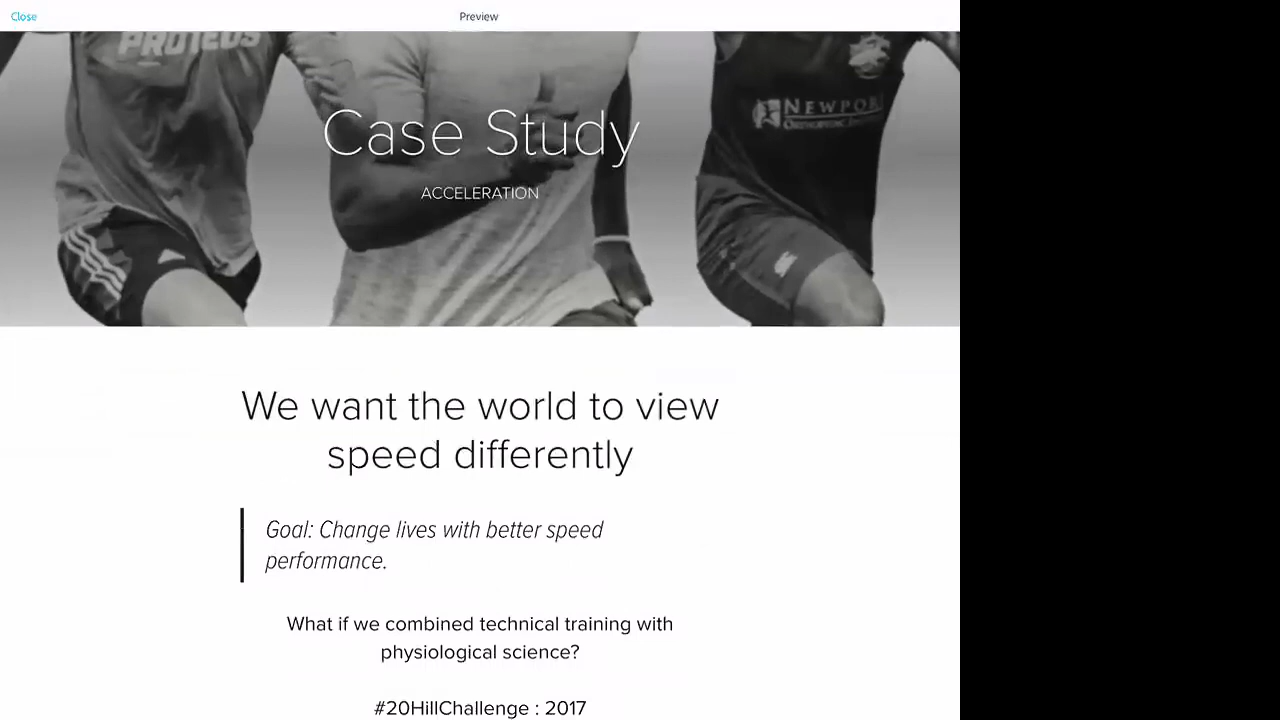 Close
Preview
PROTEUS
Case Study
ACCELERATION
We want the world to view
speed differently
Goal: Change lives with better speed
performance.
What if we combined technical training with
physiological science?
#20HillChallenge : 2017